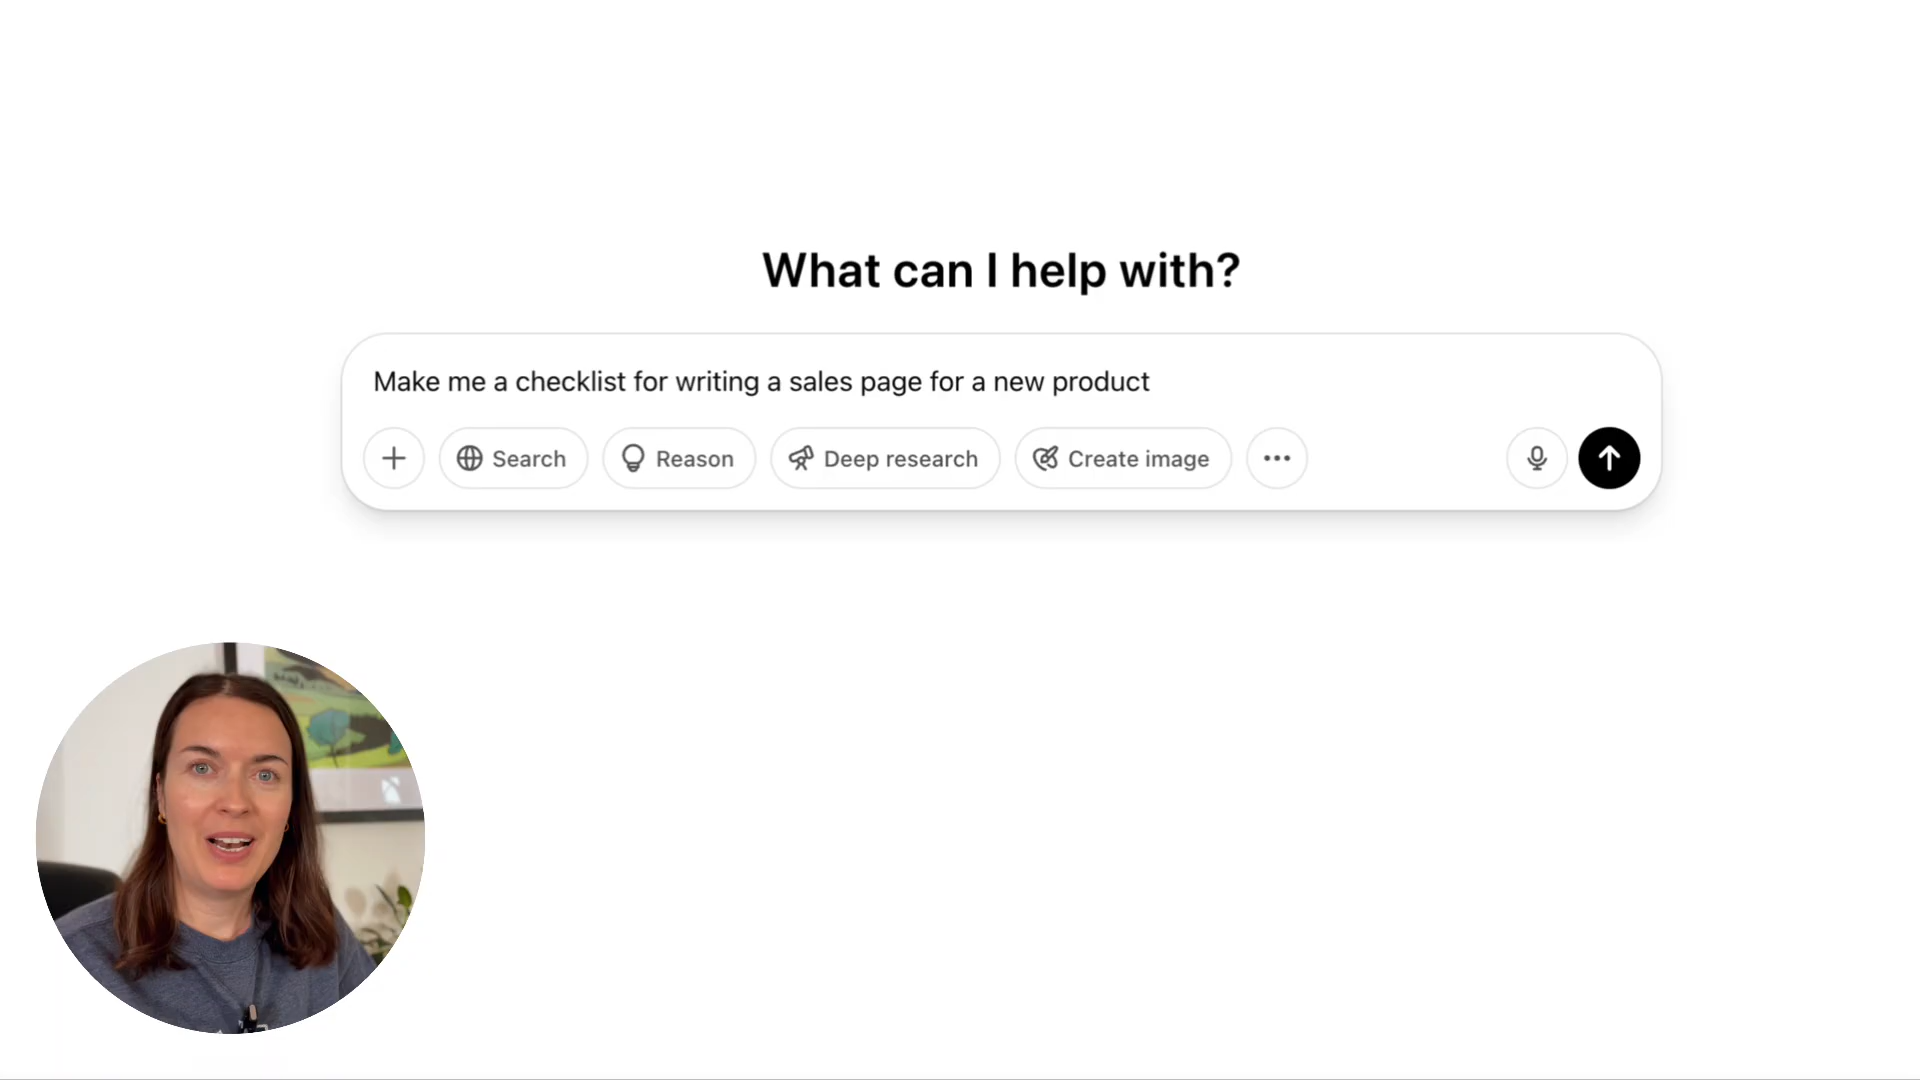 What can I help with?
Make me a checklist for writing a sales page for a new product
Search Reason Deep research Create image